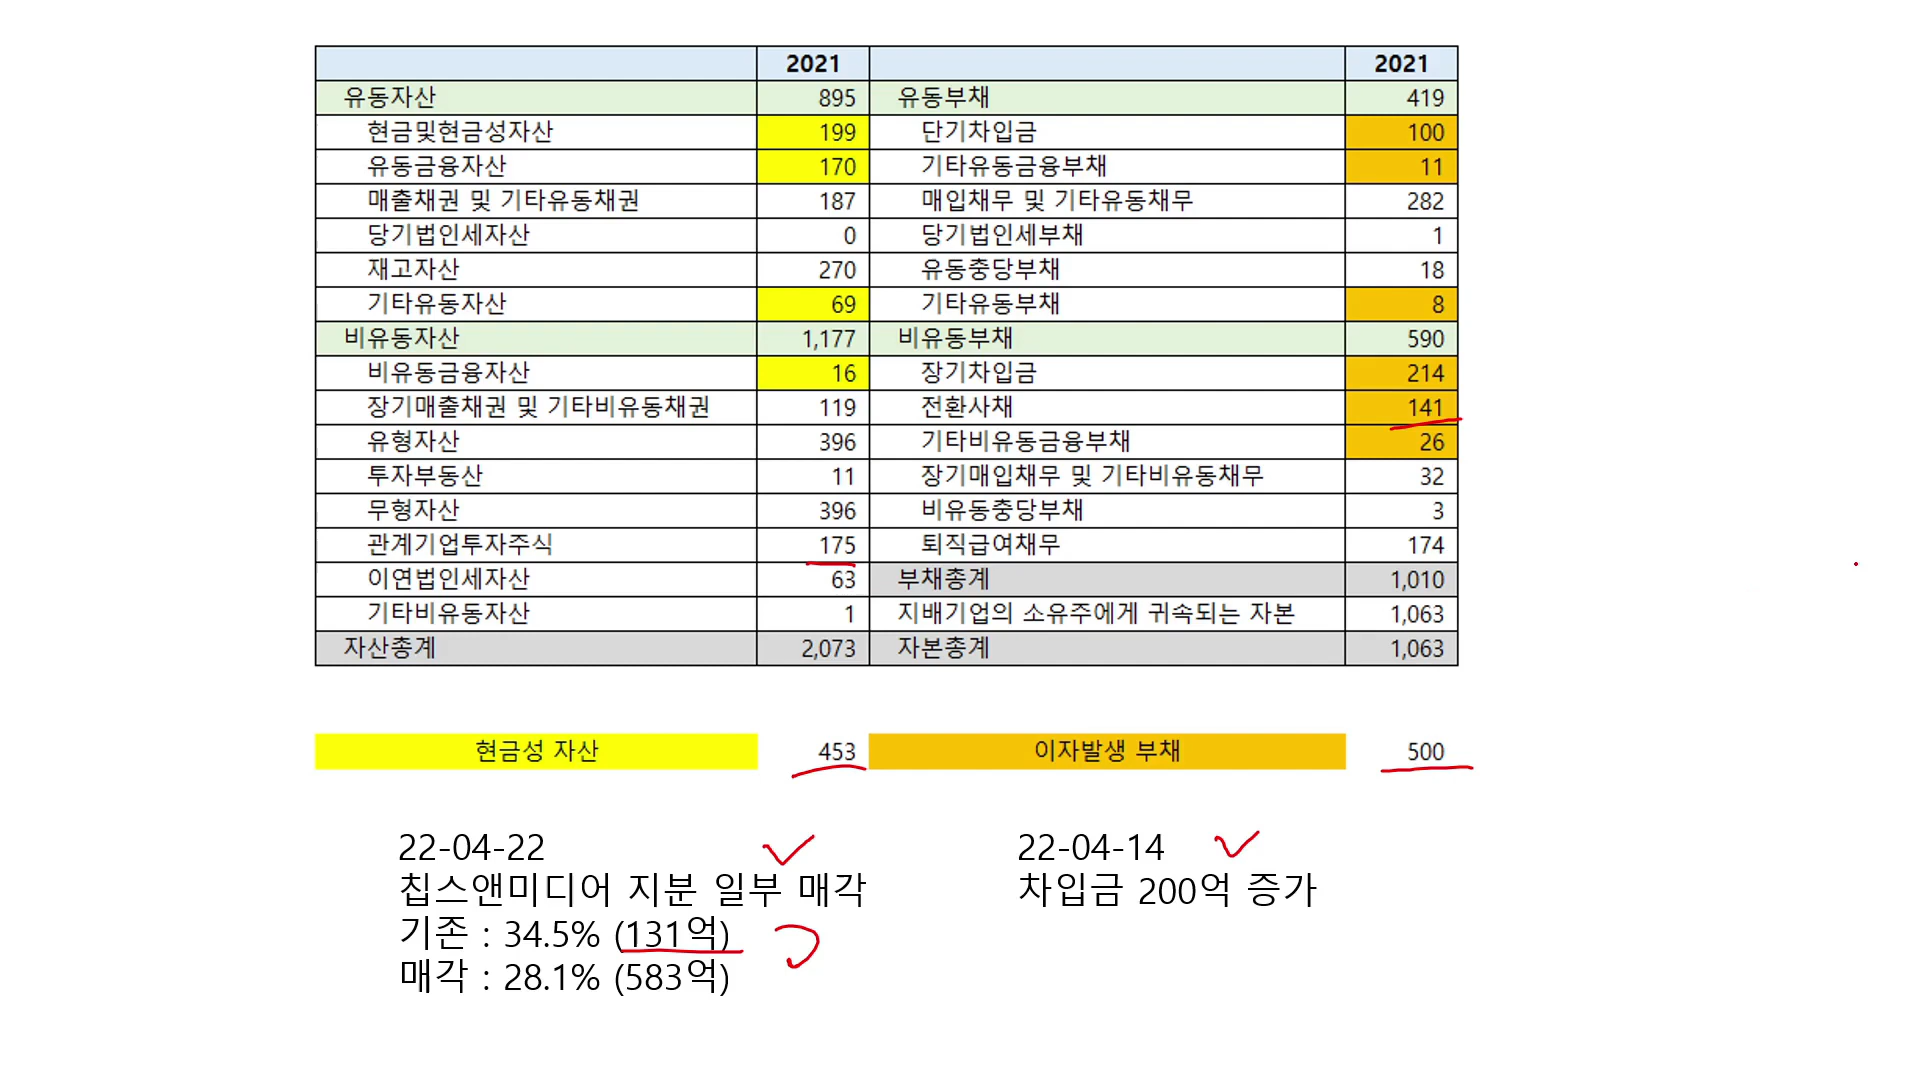 2021 2021
유동자산 895 유동부채 419
현금및현금성자산 199 단기차입금 100
유동금융자산 170 기타유동금융부채 11
매출채권 및 기타유동채권 187 매입채무 및 기타유동채무 282
당기법인세자산 0 당기법인세부채 1
재고자산 270 유동충당부채 18
기타유동자산 69 기타유동부채 8
비유동자산 1,177 비유동부채 590
비유동금융자산 16 장기차입금 214
장기매출채권 및 기타비유동채권 119 전환사채 141
유형자산 396 기타비유동금융부채 26
투자부동산 11 장기매입채무 및 기타비유동채무 32
무형자산 396 비유동충당부채 3
관계기업투자주식 175 퇴직급여채무 174
이연법인세자산 63 부채총계 1,010
기타비유동자산 1 지배기업의 소유주에게 귀속되는 자본 1,063
자산총계 2,073 자본총계 1,063
현금성 자산 453 이자발생 부채 500
22-04-22
칩스앤미디어 지분 일부 매각
기존 : 34.5% (131억)
매각 : 28.1% (583억)
22-04-14
차입금 200억 증가